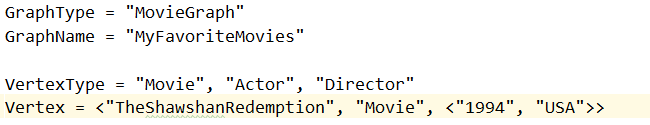 GraphType = "MovieGraph"
GraphName = "MyFavoriteMovies"
VertexType = "Movie", "Actor", "Director"
Vertex = <"TheShawshanRedemption", "Movie", <"1994", "USA">>